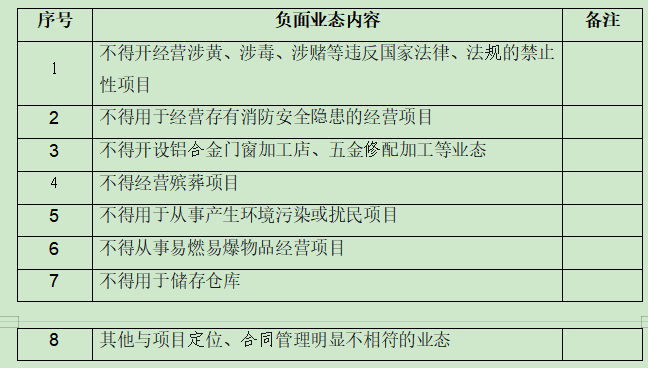 序号 负面业态内容 备注
1 不得开经营涉黄、涉毒、涉赌等违反国家法律、法规的禁止
性项目
2 不得用于经营存有消防安全隐患的经营项目
3 不得开设铝合金门窗加工店、五金修配加工等业态
4 不得经营殡葬项目
5 不得用于从事产生环境污染或扰民项目
6 不得从事易燃易爆物品经营项目
7 不得用于储存仓库
8 其他与项目定位、合同管理明显不相符的业态